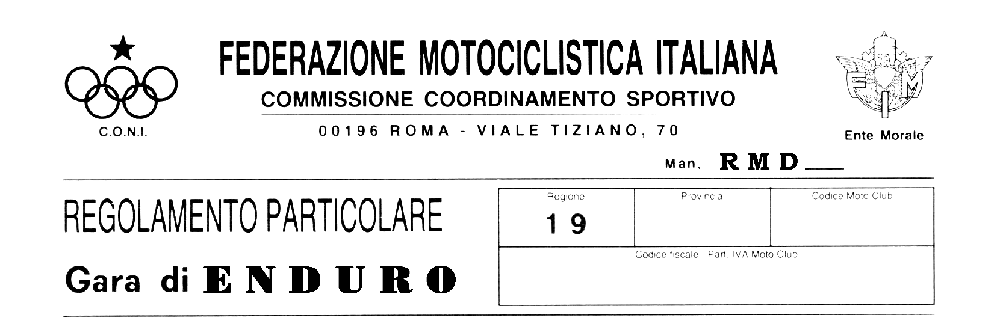 FEDERAZIONE MOTOCICLISTICA ITALIANA
COMMISSIONE COORDINAMENTO SPORTIVO
00196 ROMA - VIALE TIZIANO, 70
C.O.N.I.
F I M
Ente Morale
Man. RMD
REGOLAMENTO PARTICOLARE
Gara di ENDURO
Regione
19
Provincia
Codice Moto Club
Codice fiscale - Part. IVA Moto Club